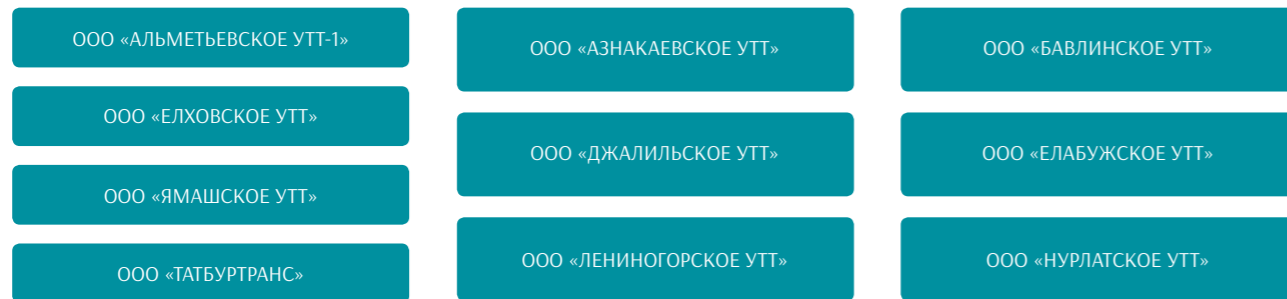 ООО «АЛЬМЕТЬЕВСКОЕ УТТ-1»
ООО «ЕЛХОВСКОЕ УТТ»
ООО «ЯМАШСКОЕ УТТ»
ООО «ТАТБУРТРАНС»
ООО «АЗНАКАЕВСКОЕ УТТ»
ООО «ДЖАЛИЛЬСКОЕ УТТ»
ООО «ЛЕНИНОГОРСКОЕ УТТ»
ООО «БАВЛИНСКОЕ УТТ»
ООО «ЕЛАБУЖСКОЕ УТТ»
ООО «НУРЛАТСКОЕ УТТ»